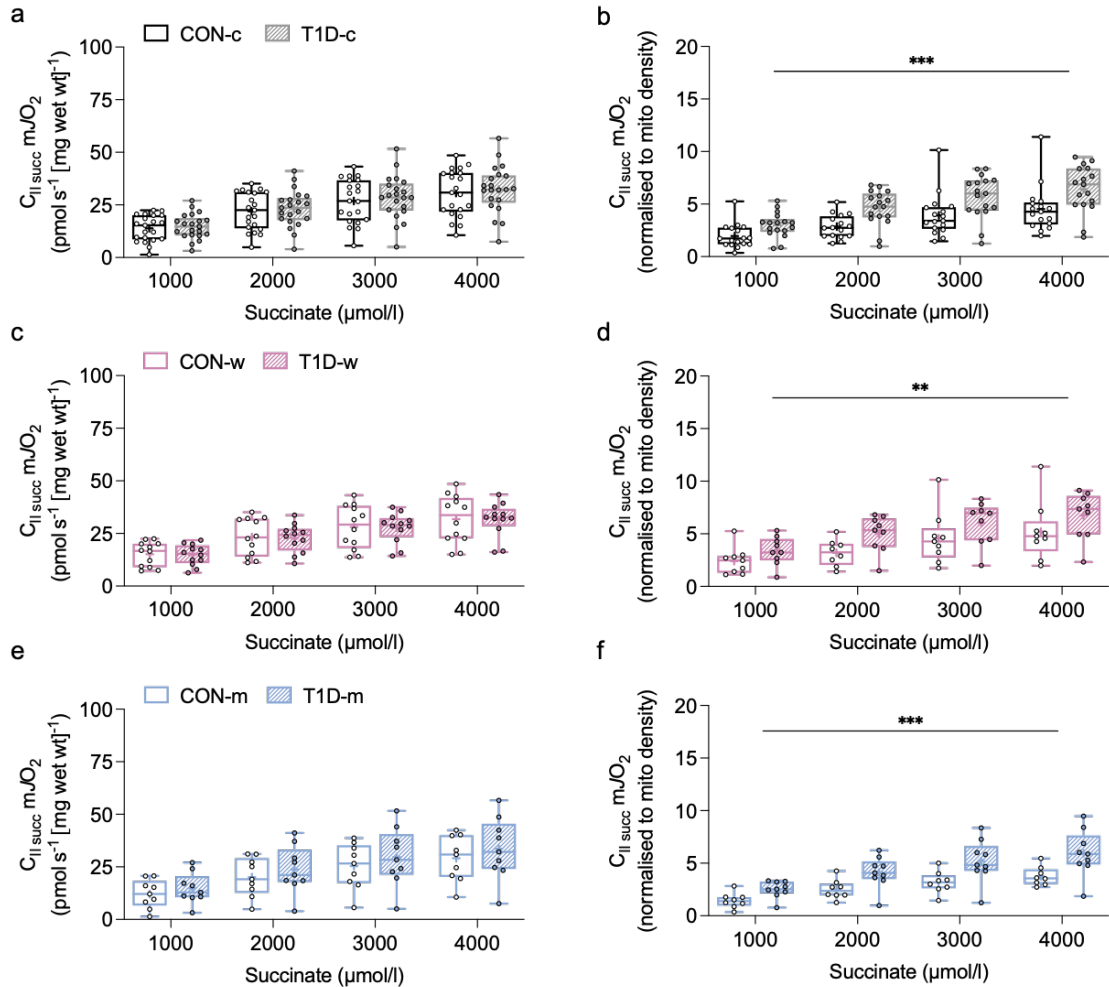 a
CON-c T1D-c
C_II succ mJO_2
(pmol s^-1 [mg wet wt]^-1)
100
75
50
25
0
1000 2000 3000 4000
Succinate (µmol/l)
b
***
C_II succ mJO_2
(normalised to mito density)
20
15
10
5
0
1000 2000 3000 4000
Succinate (µmol/l)
c
CON-w T1D-w
C_II succ mJO_2
(pmol s^-1 [mg wet wt]^-1)
100
75
50
25
0
1000 2000 3000 4000
Succinate (µmol/l)
d
**
C_II succ mJO_2
(normalised to mito density)
20
15
10
5
0
1000 2000 3000 4000
Succinate (µmol/l)
e
CON-m T1D-m
C_II succ mJO_2
(pmol s^-1 [mg wet wt]^-1)
100
75
50
25
0
1000 2000 3000 4000
Succinate (µmol/l)
f
***
C_II succ mJO_2
(normalised to mito density)
20
15
10
5
0
1000 2000 3000 4000
Succinate (µmol/l)